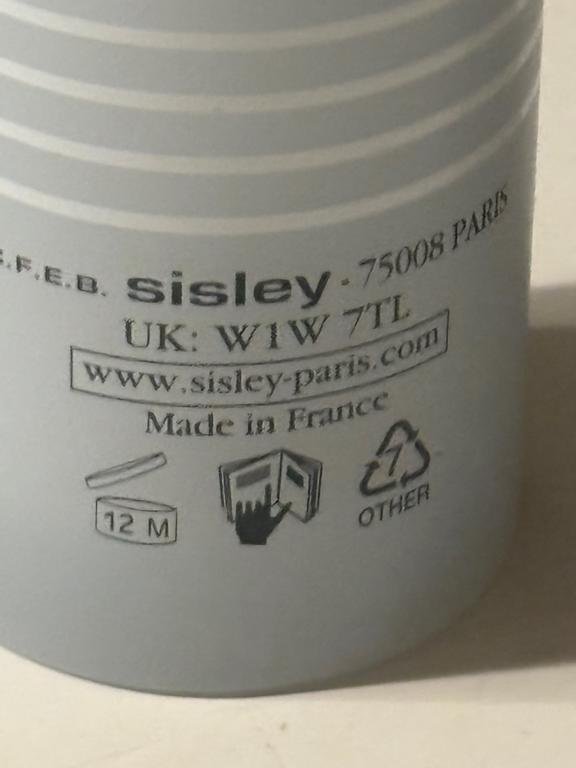 .F.E.B. sisley - 75008 PARIS
UK: W1W 7TL
www.sisley-paris.com
Made in France
12 M
7
OTHER